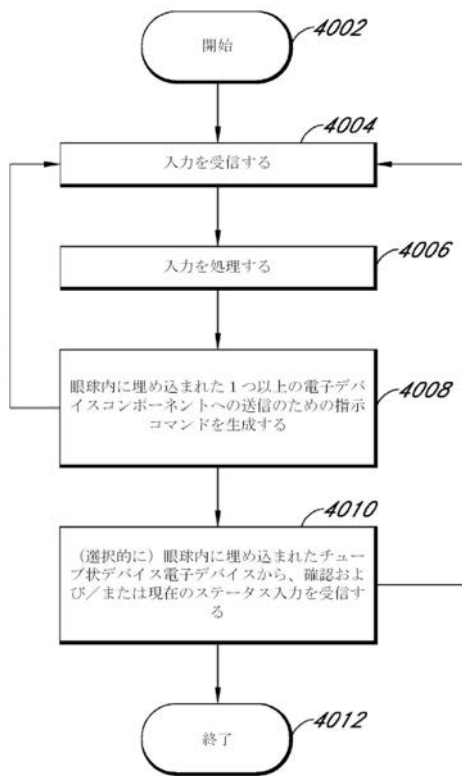 開始
4002
4004
入力を受信する
入力を処理する
4006
眼球内に埋め込まれた１つ以上の電子デバ
イスコンポーネントへの送信のための指示
コマンドを生成する
4008
4010
（選択的に）眼球内に埋め込まれたチュー
ブ状デバイス電子デバイスから、確認およ
び／または現在のステータス入力を受信す
る
終了
4012